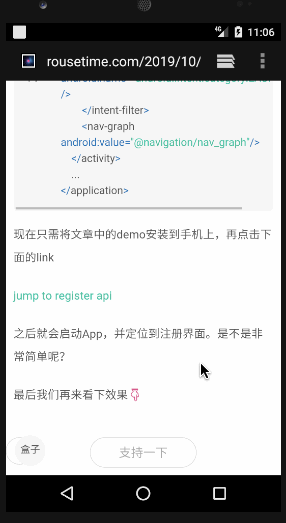 4G 11:06
rousetime.com/2019/10/
/>
</intent-filter>
<nav-graph
android:value="@navigation/nav_graph"/>
</activity>
...
</application>
现在只需将文章中的demo安装到手机上，再点击下
面的link
jump to register api
之后就会启动App，并定位到注册界面。是不是非
常简单呢？
最后我们再来看下效果👇
盒子
支持一下